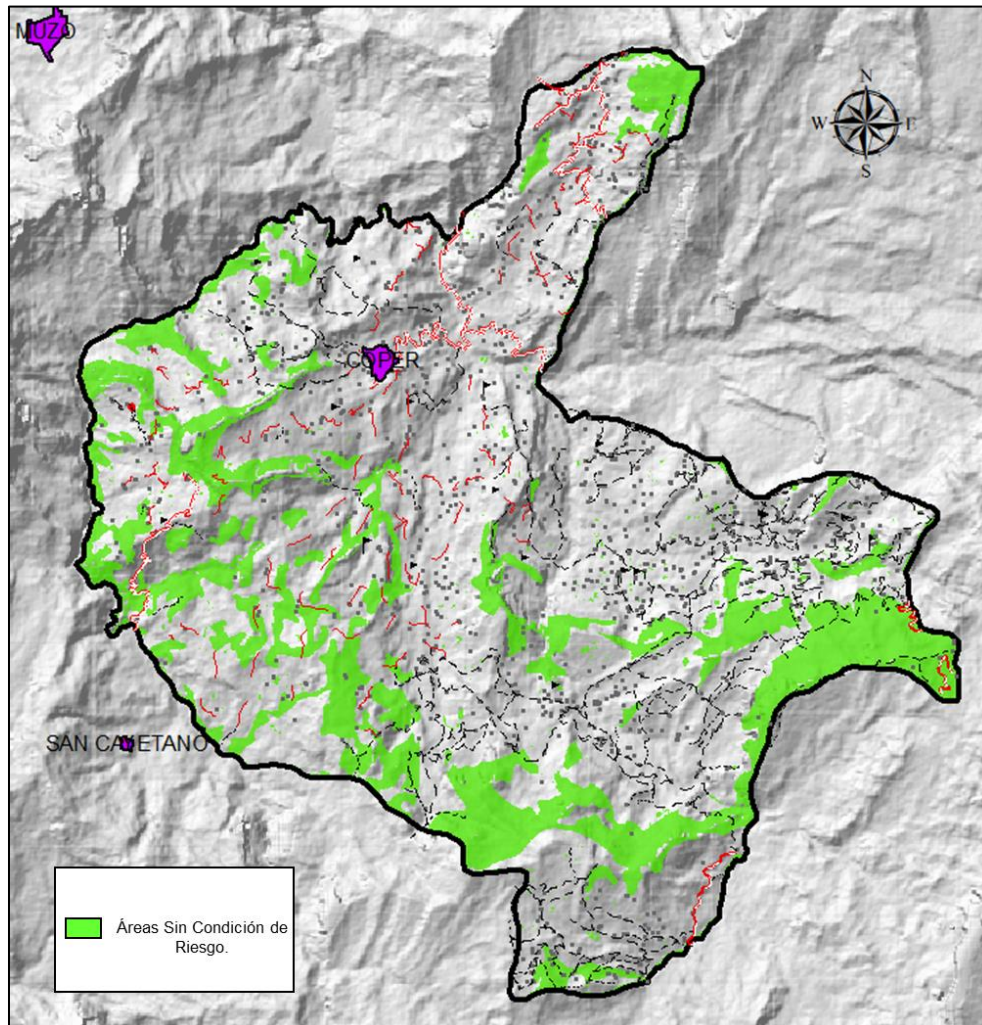 MUZO
N
W E
S
COPER
SAN CAYETANO
Áreas Sin Condición de
Riesgo.